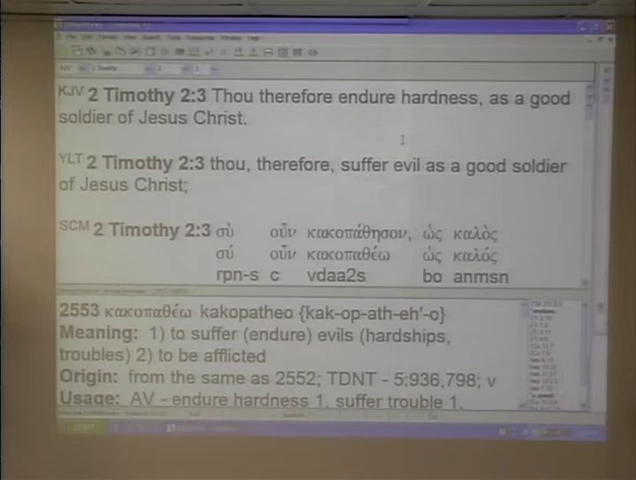 KJV 2 Timothy 2:3 Thou therefore endure hardness, as a good
soldier of Jesus Christ.
YLT 2 Timothy 2:3 thou, therefore, suffer evil as a good soldier
of Jesus Christ;
SCM 2 Timothy 2:3 σὺ οὖν κακοπάθησον, ὡς καλὸς
σύ οὖν κακοπαθέω ὡς καλός
rpn-s c vdaa2s bo anmsn
2553 κακοπαθέω kakopatheo {kak-op-ath-eh'-o}
Meaning: 1) to suffer (endure) evils (hardships,
troubles) 2) to be afflicted
Origin: from the same as 2552; TDNT - 5:936,798; v
Usage: AV - endure hardness 1, suffer trouble 1,